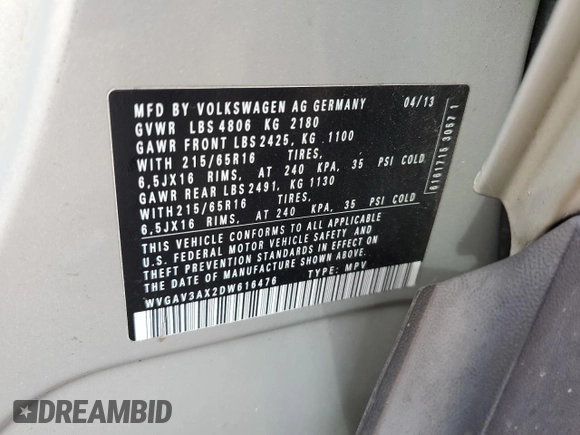 MFD BY VOLKSWAGEN AG GERMANY 04/13
GVWR LBS 4806 KG 2180
GAWR FRONT LBS 2425, KG 1100
WITH 215/65R16 TIRES,
6,5JX16 RIMS, AT 240 KPA, 35 PSI COLD
GAWR REAR LBS 2491, KG 1130
WITH 215/65R16 TIRES,
6,5JX16 RIMS, AT 240 KPA, 35 PSI COLD
THIS VEHICLE CONFORMS TO ALL APPLICABLE
U.S. FEDERAL MOTOR VEHICLE SAFETY AND
THEFT PREVENTION STANDARDS IN EFFECT ON
THE DATE OF MANUFACTURE SHOWN ABOVE.
WVGAV3AX2DW616476 TYPE: MPV
DREAMBID